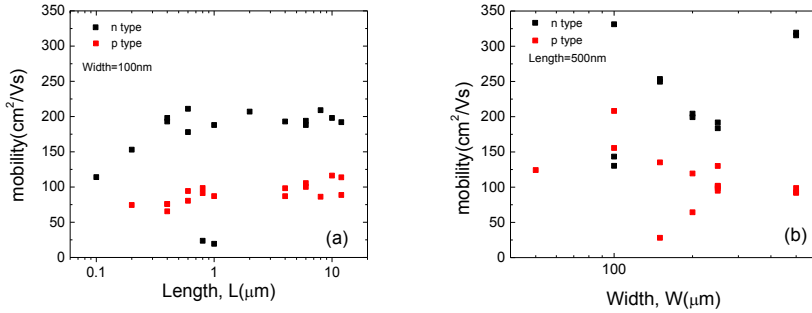 350
300
250
200
150
100
50
0
mobility(cm²/Vs)
n type
p type
Width=100nm
(a)
0.1
1
10
Length, L(μm)
350
300
250
200
150
100
50
0
mobility(cm²/Vs)
n type
p type
Length=500nm
(b)
100
Width, W(μm)